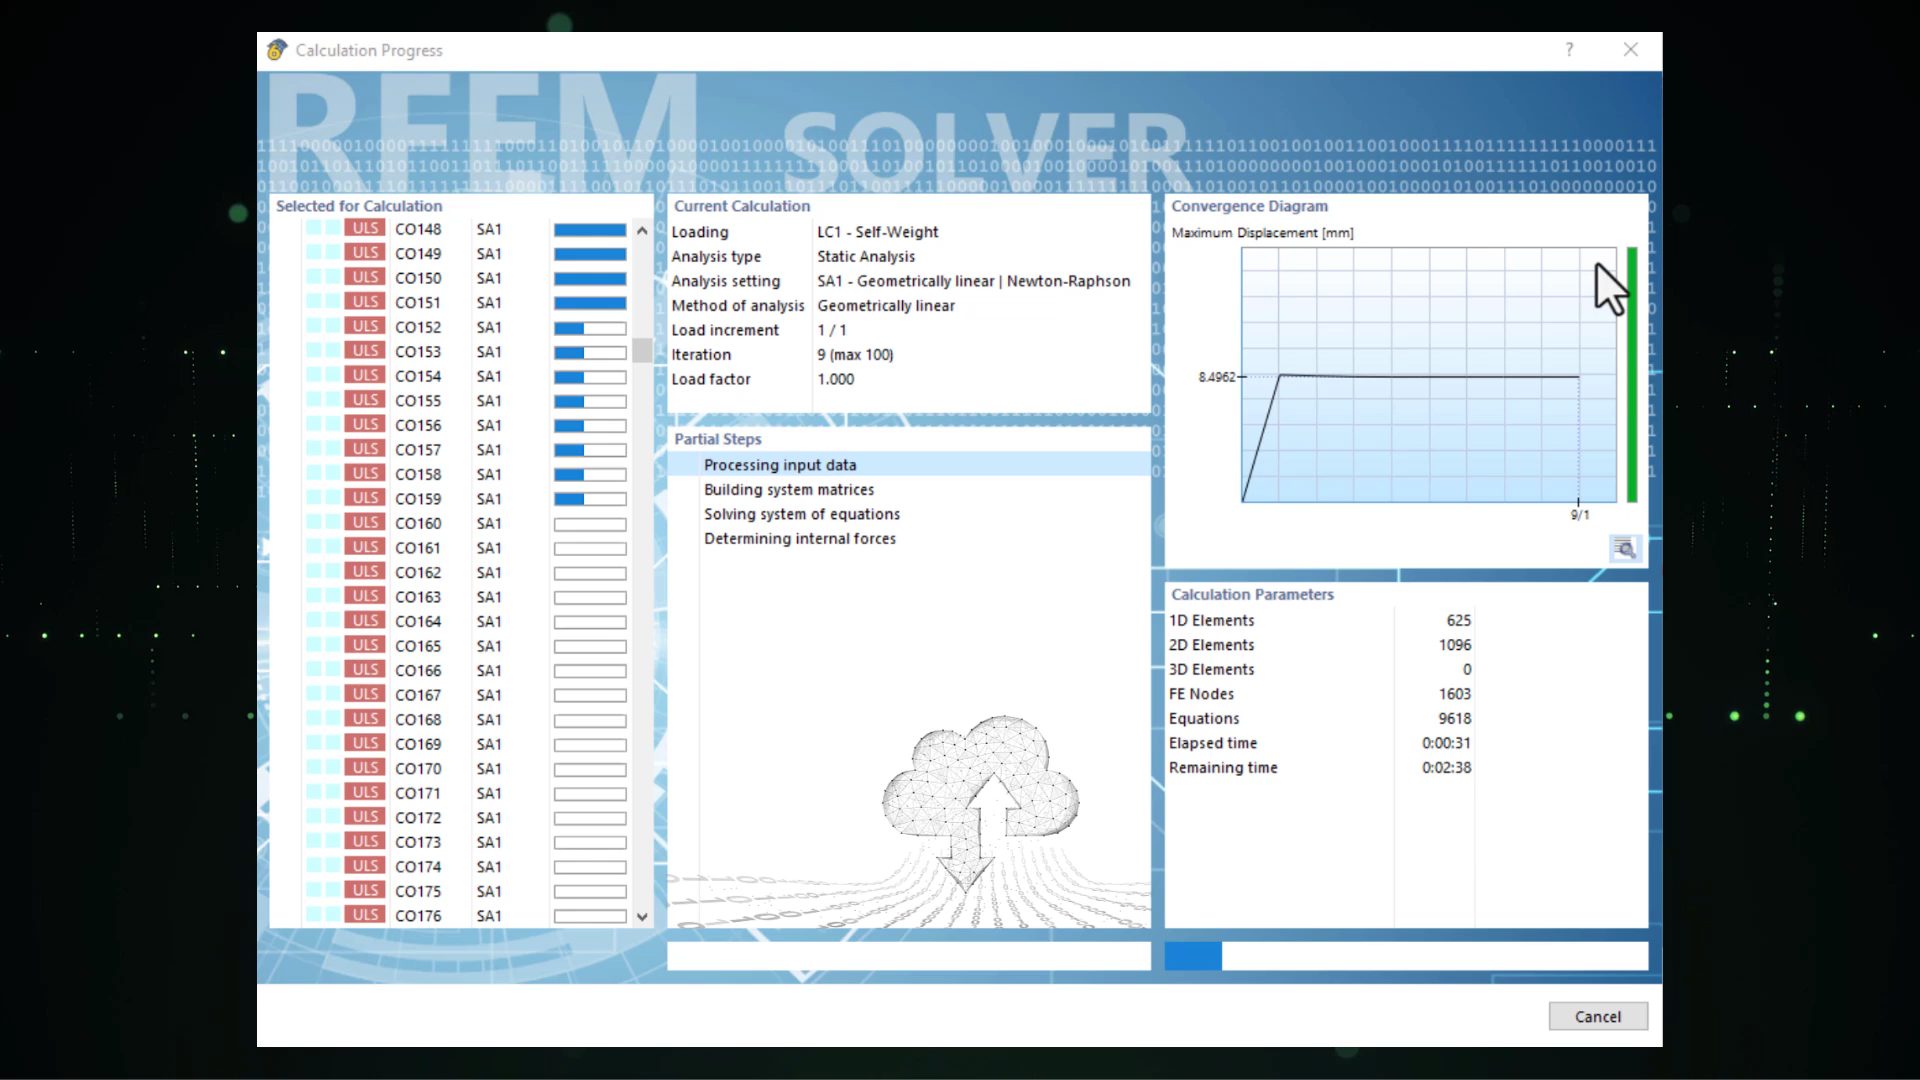 Calculation Progress
?
RFEM SOLVER
Selected for Calculation
ULS CO148 SA1
ULS CO149 SA1
ULS CO150 SA1
ULS CO151 SA1
ULS CO152 SA1
ULS CO153 SA1
ULS CO154 SA1
ULS CO155 SA1
ULS CO156 SA1
ULS CO157 SA1
ULS CO158 SA1
ULS CO159 SA1
ULS CO160 SA1
ULS CO161 SA1
ULS CO162 SA1
ULS CO163 SA1
ULS CO164 SA1
ULS CO165 SA1
ULS CO166 SA1
ULS CO167 SA1
ULS CO168 SA1
ULS CO169 SA1
ULS CO170 SA1
ULS CO171 SA1
ULS CO172 SA1
ULS CO173 SA1
ULS CO174 SA1
ULS CO175 SA1
ULS CO176 SA1
Current Calculation
Loading LC1 - Self-Weight
Analysis type Static Analysis
Analysis setting SA1 - Geometrically linear | Newton-Raphson
Method of analysis Geometrically linear
Load increment 1 / 1
Iteration 9 (max 100)
Load factor 1.000
Partial Steps
Processing input data
Building system matrices
Solving system of equations
Determining internal forces
Convergence Diagram
Maximum Displacement [mm]
8.4962
9/1
Calculation Parameters
1D Elements 625
2D Elements 1096
3D Elements 0
FE Nodes 1603
Equations 9618
Elapsed time 0:00:31
Remaining time 0:02:38
Cancel